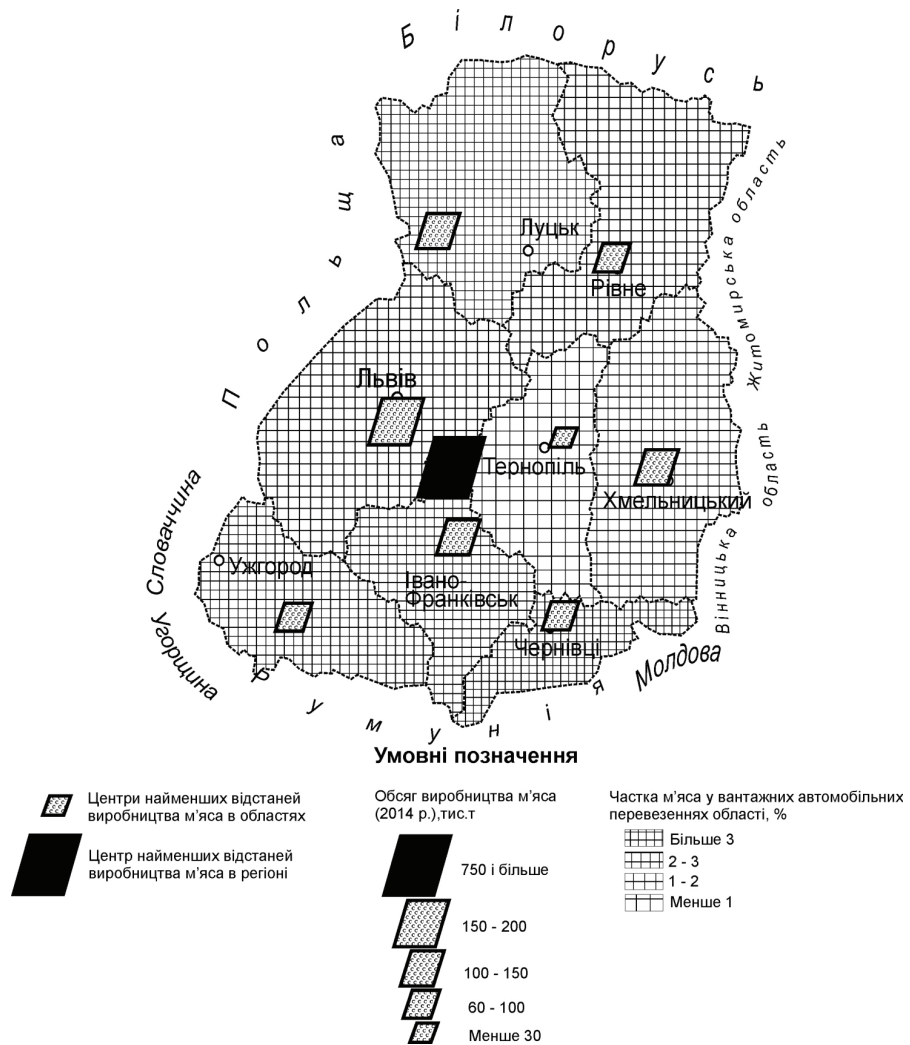 Білорусь
Польща
Житомирська область
Луцьк
Рівне
Львів
Тернопіль
Хмельницький
Вінницька область
Словаччина
Ужгород
Івано-
Франківськ
Чернівці
Угорщина
Румунія
Молдова
Умовні позначення
Центри найменших відстаней
виробництва м’яса в областях
Центр найменших відстаней
виробництва м’яса в регіоні
Обсяг виробництва м’яса
(2014 р.),тис.т
750 і більше
150 - 200
100 - 150
60 - 100
Менше 30
Частка м’яса у вантажних автомобільних
перевезеннях області, %
Більше 3
2 - 3
1 - 2
Менше 1